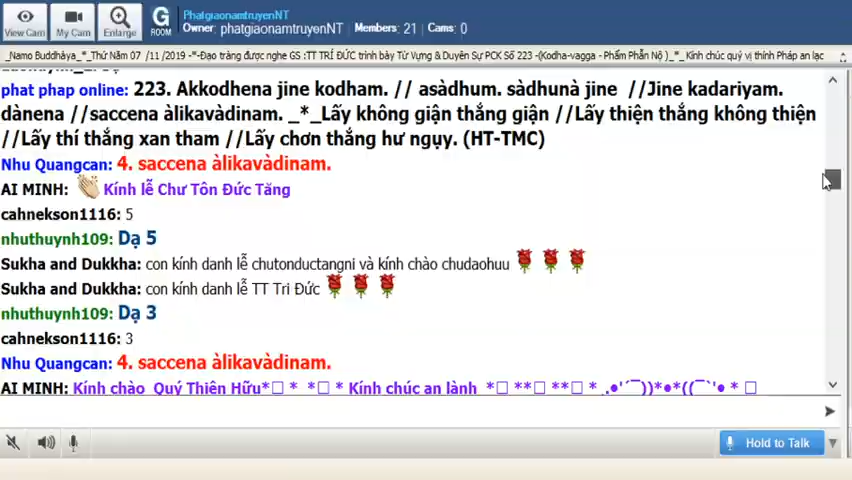 PhatgiaonamtruyenNT
Owner: phatgiaonamtruyenNT Members: 21 Cams: 0
View Cam My Cam Enlarge G ROOM
_Namo Buddhàya_*_Thứ Năm 07 /11 /2019 -*-Đạo tràng được nghe GS :TT TRÍ ĐỨC trình bày Từ Vựng & Duyên Sự PCK Số 223 -(Kodha-vagga - Phẩm Phẫn Nộ )_*_ Kính chúc quý vị thính Pháp an lạc
phat phap online: 223. Akkodhena jine kodham. // asàdhum. sàdhunà jine //Jine kadariyam.
dànena //saccena àlikavàdinam. _*_Lấy không giận thắng giận //Lấy thiện thắng không thiện
//Lấy thí thắng xan tham //Lấy chơn thắng hư ngụy. (HT-TMC)
Nhu Quangcan: 4. saccena àlikavàdinam.
AI MINH: Kính lễ Chư Tôn Đức Tăng
cahnekson1116: 5
nhuthuynh109: Dạ 5
Sukha and Dukkha: con kính danh lễ chutonductangni và kính chào chudaohuu
Sukha and Dukkha: con kính danh lễ TT Tri Đức
nhuthuynh109: Dạ 3
cahnekson1116: 3
Nhu Quangcan: 4. saccena àlikavàdinam.
AI MINH: Kính chào Quý Thiện Hữu*□ * *□ * Kính chúc an lành *□ **□ **□ * ¸.•'´¯))*•*((¯`'• * □
Hold to Talk